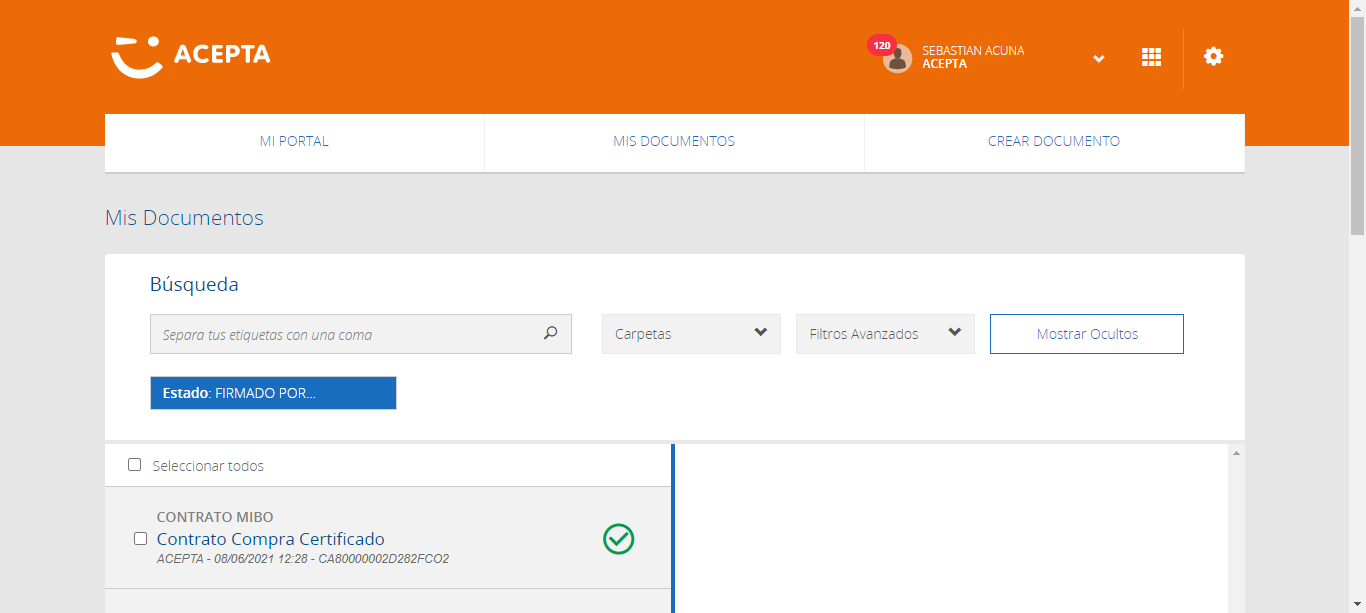 ACEPTA
120
SEBASTIAN ACUNA
ACEPTA
MI PORTAL
MIS DOCUMENTOS
CREAR DOCUMENTO
Mis Documentos
Búsqueda
Separa tus etiquetas con una coma
Carpetas
Filtros Avanzados
Mostrar Ocultos
Estado: FIRMADO POR...
Seleccionar todos
CONTRATO MIBO
Contrato Compra Certificado
ACEPTA - 08/06/2021 12:28 - CA80000002D282FCO2